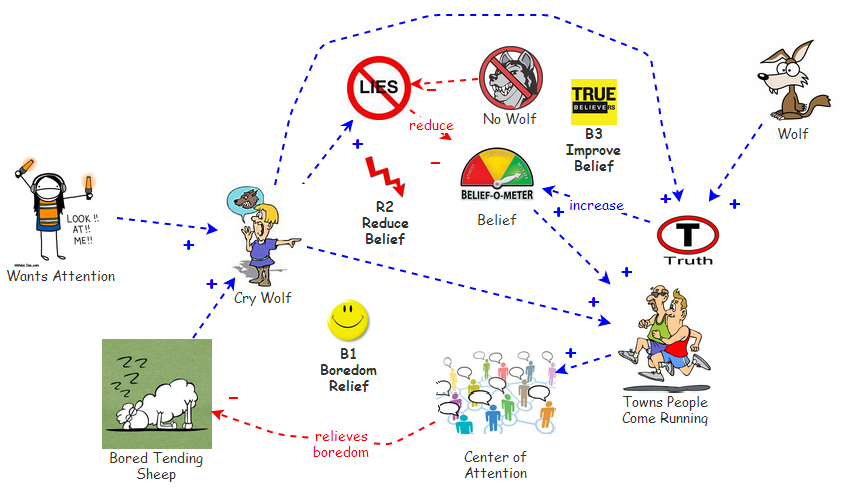 LIES
No Wolf
TRUE
BELIEVERS
Wolf
reduce
B3
Improve
Belief
BELIEF-O-METER
Belief
increase
T
Truth
R2
Reduce
Belief
LOOK !!
AT!!
ME!!
Wants Attention
Cry Wolf
B1
Boredom
Relief
Towns People
Come Running
relieves
boredom
Center of
Attention
Bored Tending
Sheep
ZZ
ZZZ
+
+
+
+
+
+
+
+
−
−
−